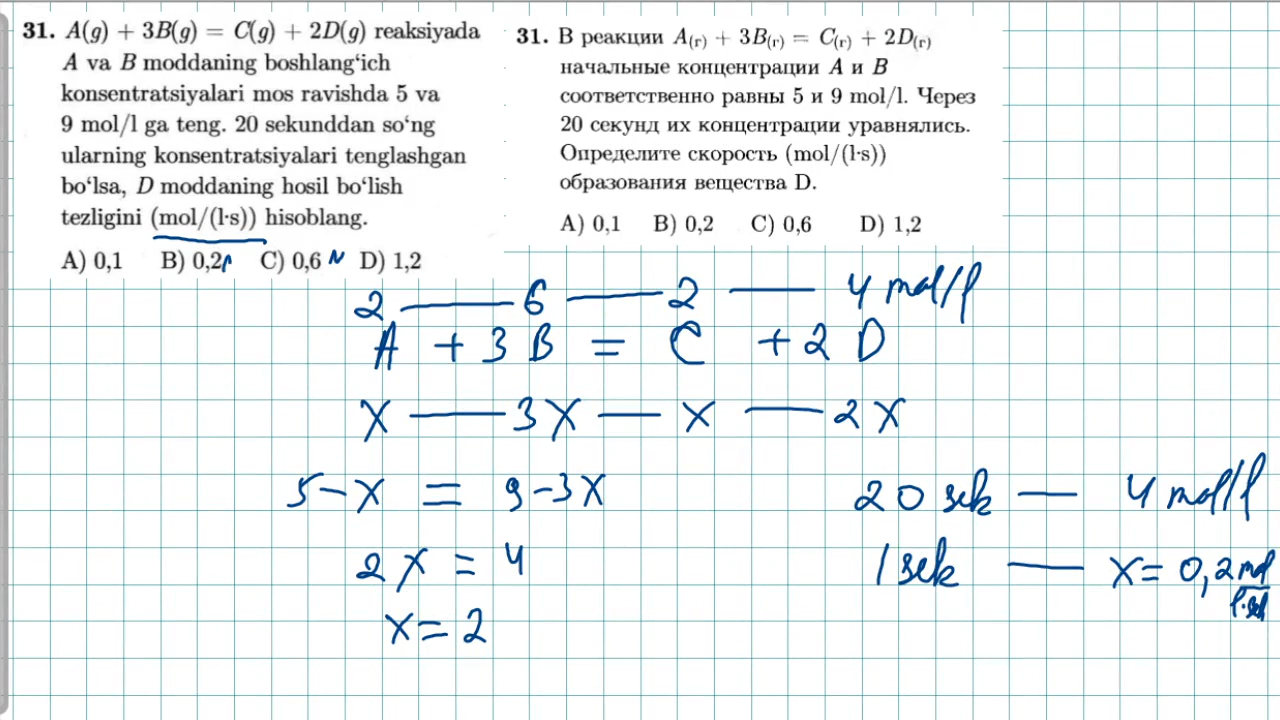 31. A(g) + 3B(g) = C(g) + 2D(g) reaksiyada
A va B moddaning boshlang‘ich
konsentratsiyalari mos ravishda 5 va
9 mol/l ga teng. 20 sekunddan so‘ng
ularning konsentratsiyalari tenglashgan
bo‘lsa, D moddaning hosil bo‘lish
tezligini (mol/(l·s)) hisoblang.
A) 0,1 B) 0,2 C) 0,6 D) 1,2
31. В реакции A(г) + 3B(г) = C(г) + 2D(г)
начальные концентрации A и B
соответственно равны 5 и 9 mol/l. Через
20 секунд их концентрации уравнялись.
Определите скорость (mol/(l·s))
образования вещества D.
A) 0,1 B) 0,2 C) 0,6 D) 1,2
2 — 6 — 2 — 4 mol/l
A + 3 B = C + 2 D
X — 3X — X — 2X
5 - X = 9 - 3X
2X = 4
X = 2
20 sek — 4 mol/l
1 sek — X = 0,2 mol
l·sek